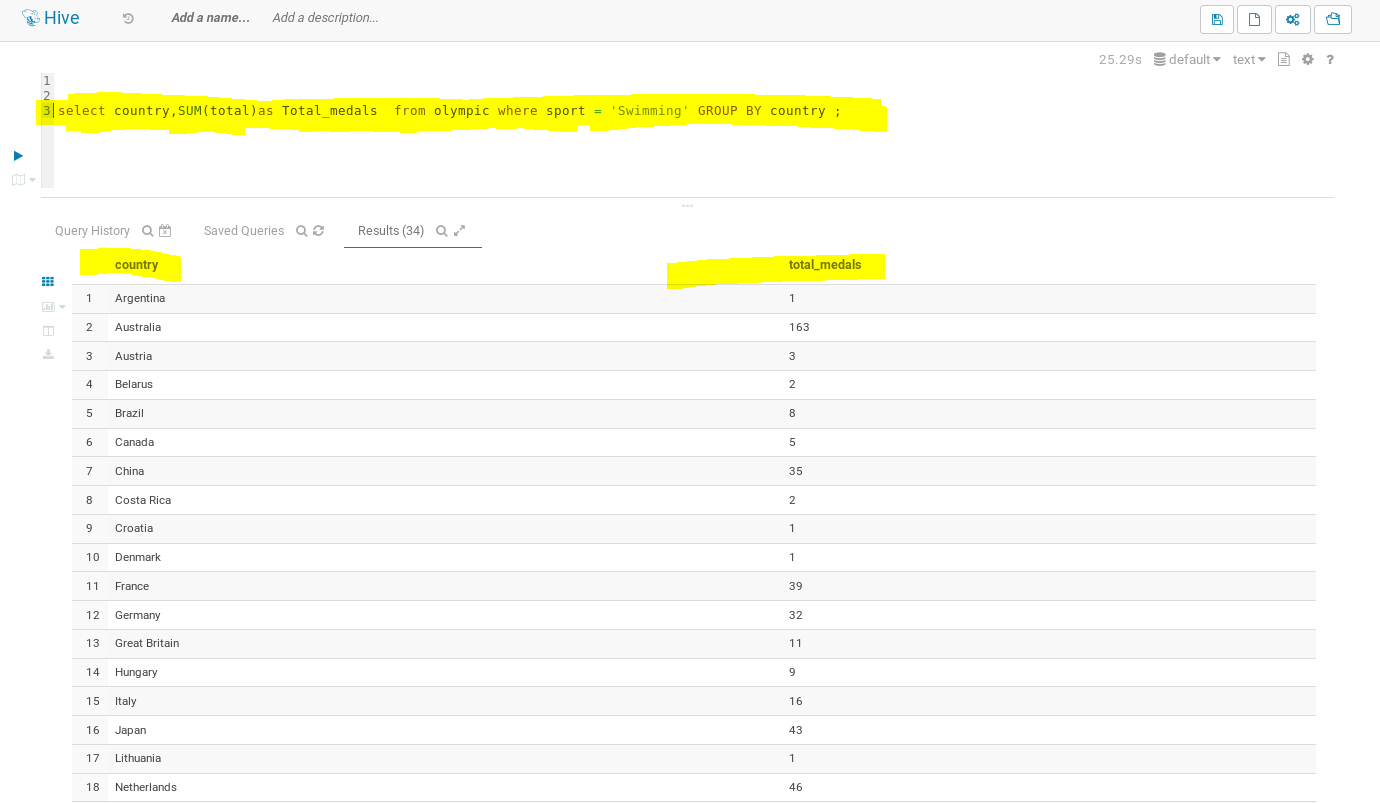 Hive Add a name... Add a description...
25.29s default text ?
1
2
3 select country,SUM(total)as Total_medals  from olympic where sport = 'Swimming' GROUP BY country ;
Query History Saved Queries Results (34)
country total_medals
1 Argentina 1
2 Australia 163
3 Austria 3
4 Belarus 2
5 Brazil 8
6 Canada 5
7 China 35
8 Costa Rica 2
9 Croatia 1
10 Denmark 1
11 France 39
12 Germany 32
13 Great Britain 11
14 Hungary 9
15 Italy 16
16 Japan 43
17 Lithuania 1
18 Netherlands 46